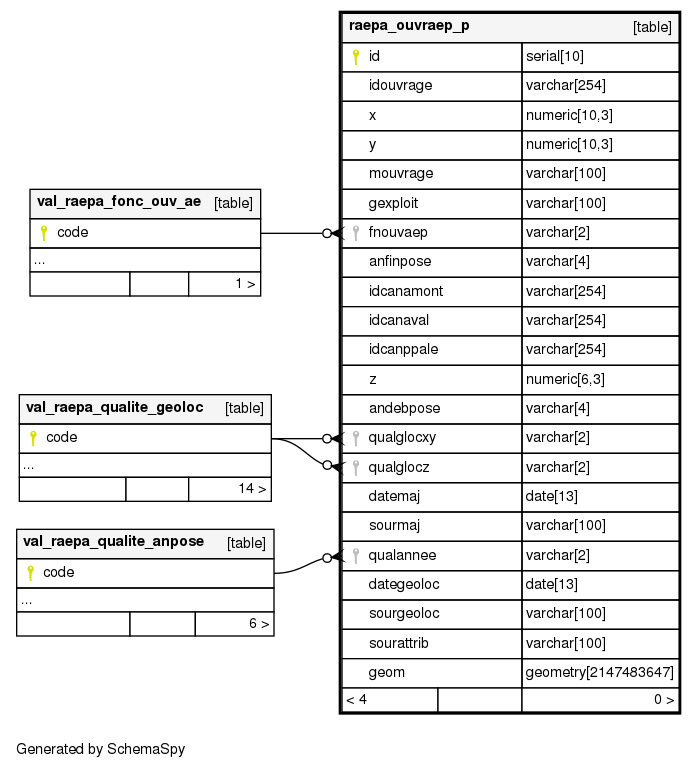 raepa_ouvraep_p [table]
id serial[10]
idouvrage varchar[254]
x numeric[10,3]
y numeric[10,3]
mouvrage varchar[100]
gexploit varchar[100]
fnouvaep varchar[2]
anfinpose varchar[4]
idcanamont varchar[254]
idcanaval varchar[254]
idcanppale varchar[254]
z numeric[6,3]
andebpose varchar[4]
qualglocxy varchar[2]
qualglocz varchar[2]
datemaj date[13]
sourmaj varchar[100]
qualannee varchar[2]
dategeoloc date[13]
sourgeoloc varchar[100]
sourattrib varchar[100]
geom geometry[2147483647]
< 4 0 >
val_raepa_fonc_ouv_ae [table]
code
...
1 >
val_raepa_qualite_geoloc [table]
code
...
14 >
val_raepa_qualite_anpose [table]
code
...
6 >
Generated by SchemaSpy